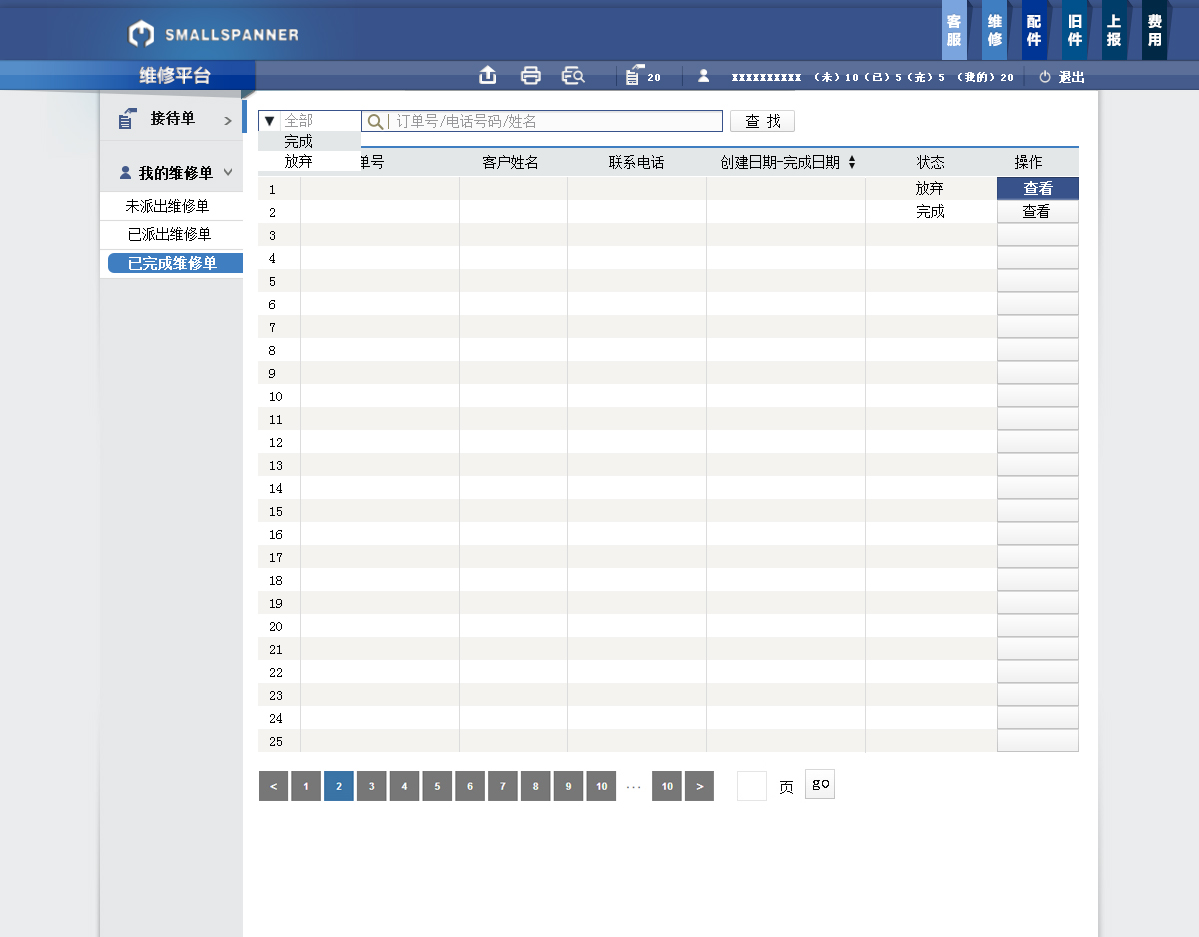 SMALLSPANNER
客服 维修 配件 旧件 上报 费用
维修平台
20
xxxxxxxxxx （未）10（已）5（完）5 （我的）20
退出
接待单 >
我的维修单
未派出维修单
已派出维修单
已完成维修单
▼ 全部
完成
放弃
订单号/电话号码/姓名
查 找
单号 客户姓名 联系电话 创建日期-完成日期 状态 操作
1 放弃 查看
2 完成 查看
3
4
5
6
7
8
9
10
11
12
13
14
15
16
17
18
19
20
21
22
23
24
25
< 1 2 3 4 5 6 7 8 9 10 ··· 10 > 页 go